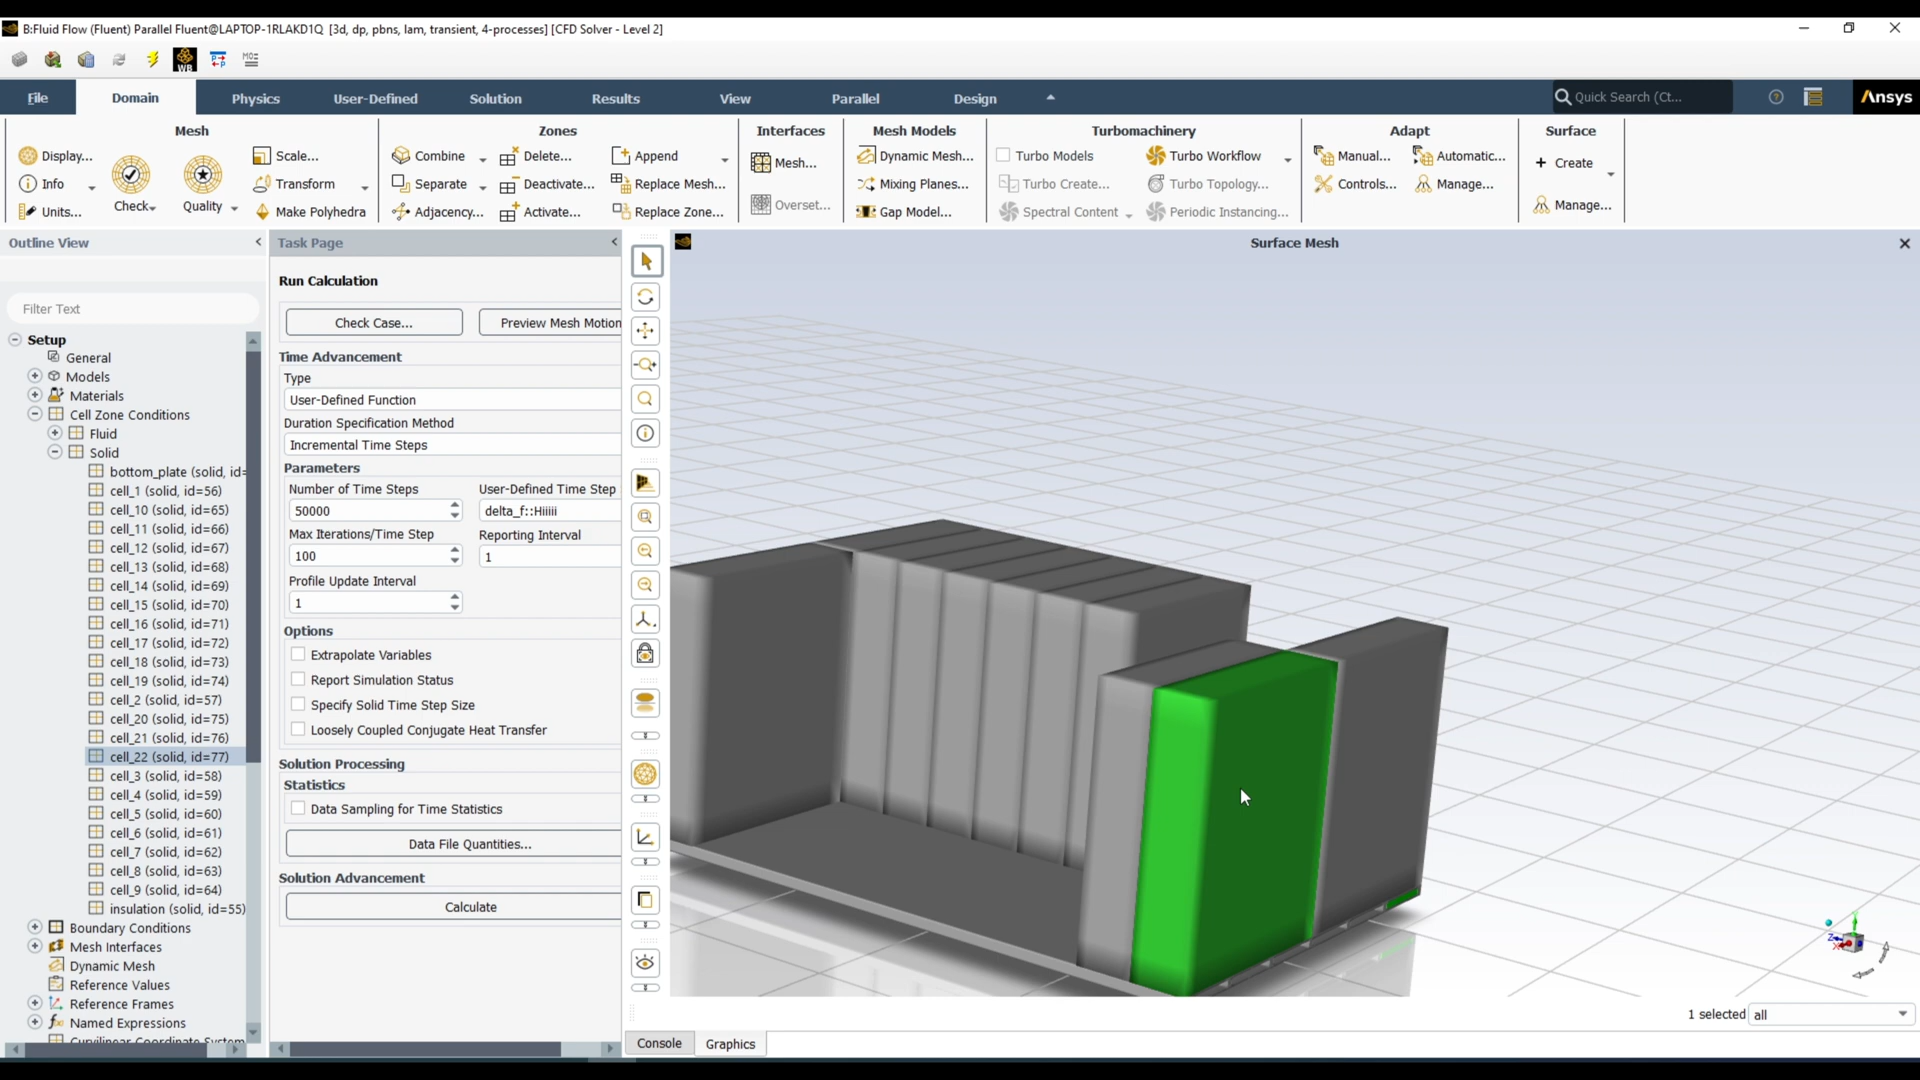 B:Fluid Flow (Fluent) Parallel Fluent@LAPTOP-1RLAKD1Q [3d, dp, pbns, lam, transient, 4-processes] [CFD Solver - Level 2]
WB
File Domain Physics User-Defined Solution Results View Parallel Design Quick Search (Ct... Ansys
Mesh Zones Interfaces Mesh Models Turbomachinery Adapt Surface
Display... Scale... Combine Delete... Append Mesh... Dynamic Mesh... Turbo Models Turbo Workflow Manual... Automatic... Create
Info Transform Separate Deactivate... Replace Mesh... Mixing Planes... Turbo Create... Turbo Topology... Controls... Manage...
Units... Check Quality Make Polyhedra Adjacency... Activate... Replace Zone... Overset... Gap Model... Spectral Content Periodic Instancing... Manage...
Outline View
Filter Text
Setup
General
Models
Materials
Cell Zone Conditions
Fluid
Solid
bottom_plate (solid, id=
cell_1 (solid, id=56)
cell_10 (solid, id=65)
cell_11 (solid, id=66)
cell_12 (solid, id=67)
cell_13 (solid, id=68)
cell_14 (solid, id=69)
cell_15 (solid, id=70)
cell_16 (solid, id=71)
cell_17 (solid, id=72)
cell_18 (solid, id=73)
cell_19 (solid, id=74)
cell_2 (solid, id=57)
cell_20 (solid, id=75)
cell_21 (solid, id=76)
cell_22 (solid, id=77)
cell_3 (solid, id=58)
cell_4 (solid, id=59)
cell_5 (solid, id=60)
cell_6 (solid, id=61)
cell_7 (solid, id=62)
cell_8 (solid, id=63)
cell_9 (solid, id=64)
insulation (solid, id=55)
Boundary Conditions
Mesh Interfaces
Dynamic Mesh
Reference Values
Reference Frames
Named Expressions
Curvilinear Coordinate System
Task Page
Run Calculation
Check Case... Preview Mesh Motion
Time Advancement
Type
User-Defined Function
Duration Specification Method
Incremental Time Steps
Parameters
Number of Time Steps User-Defined Time Step
50000 delta_f::Hiiiii
Max Iterations/Time Step Reporting Interval
100 1
Profile Update Interval
1
Options
Extrapolate Variables
Report Simulation Status
Specify Solid Time Step Size
Loosely Coupled Conjugate Heat Transfer
Solution Processing
Statistics
Data Sampling for Time Statistics
Data File Quantities...
Solution Advancement
Calculate
Surface Mesh
Z X
1 selected all
Console Graphics